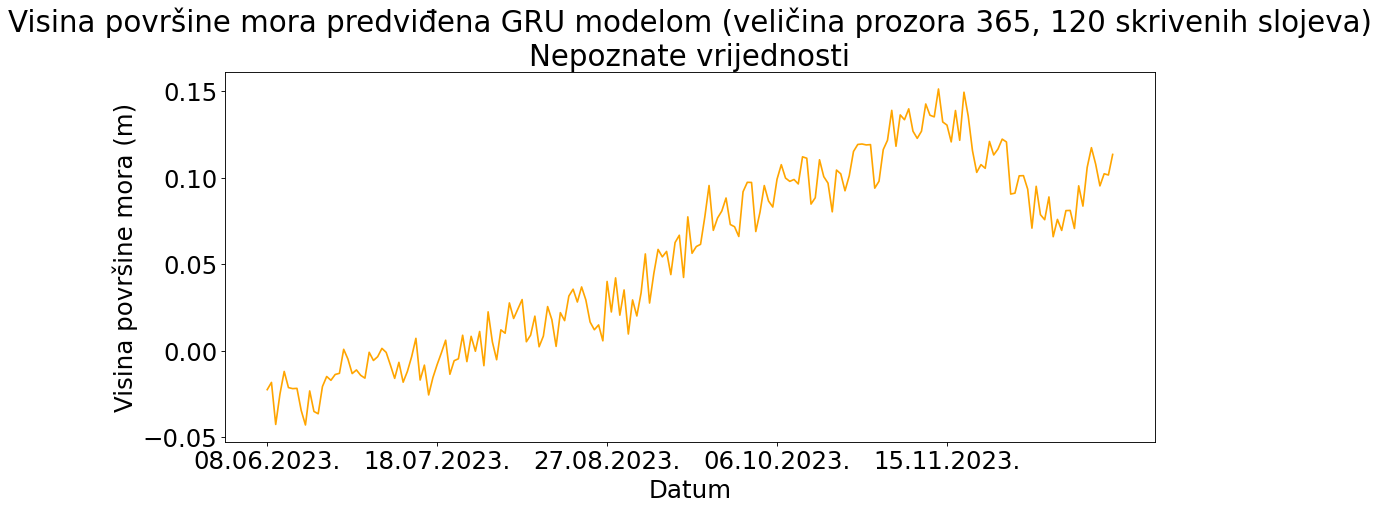 Visina površine mora predviđena GRU modelom (veličina prozora 365, 120 skrivenih slojeva)
Nepoznate vrijednosti
Visina površine mora (m)
0.15
0.10
0.05
0.00
−0.05
08.06.2023. 18.07.2023. 27.08.2023. 06.10.2023. 15.11.2023.
Datum